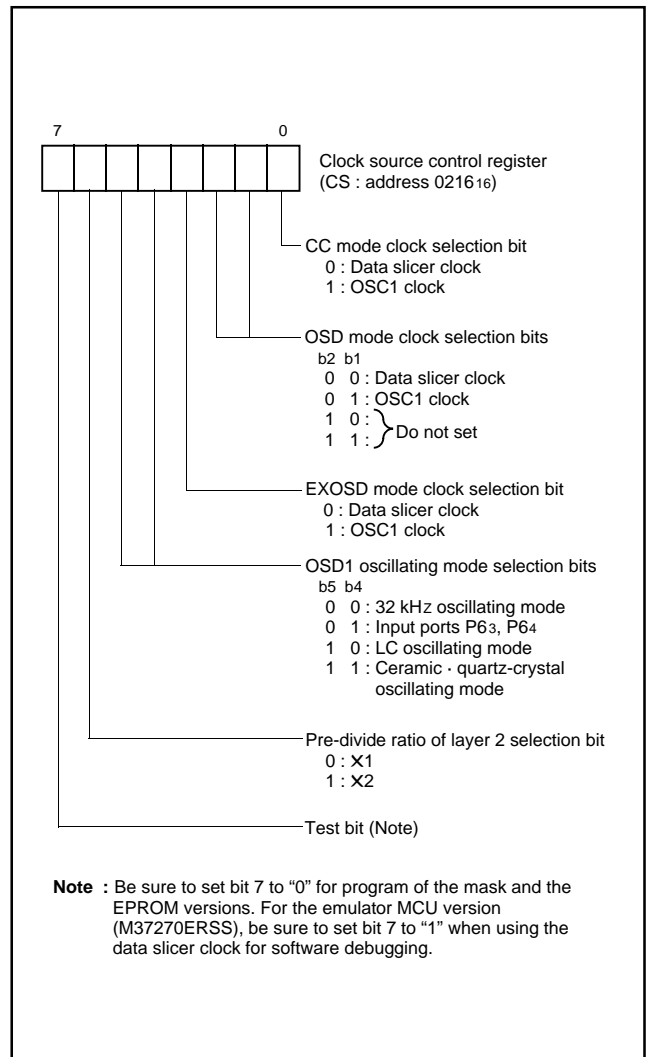 7 0
Clock source control register
(CS : address 021616)
CC mode clock selection bit
0 : Data slicer clock
1 : OSC1 clock
OSD mode clock selection bits
b2 b1
0 0 : Data slicer clock
0 1 : OSC1 clock
1 0 :
1 1 : Do not set
EXOSD mode clock selection bit
0 : Data slicer clock
1 : OSC1 clock
OSD1 oscillating mode selection bits
b5 b4
0 0 : 32 kHz oscillating mode
0 1 : Input ports P63, P64
1 0 : LC oscillating mode
1 1 : Ceramic · quartz-crystal
oscillating mode
Pre-divide ratio of layer 2 selection bit
0 : ×1
1 : ×2
Test bit (Note)
Note : Be sure to set bit 7 to “0” for program of the mask and the
EPROM versions. For the emulator MCU version
(M37270ERSS), be sure to set bit 7 to “1” when using the
data slicer clock for software debugging.